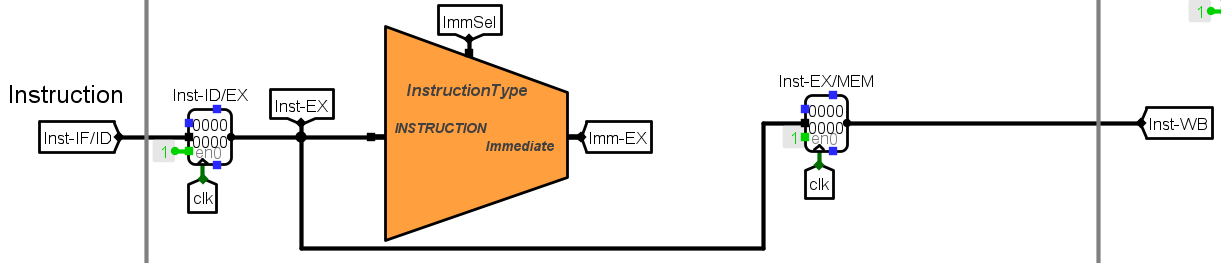 ImmSel
1
Inst-EX/MEM
Instruction
Inst-ID/EX
Inst-EX
InstructionType
0000
0000
en0
1
Inst-IF/ID
INSTRUCTION
Immediate
Imm-EX
0000
0000
en0
1
Inst-WB
clk
clk